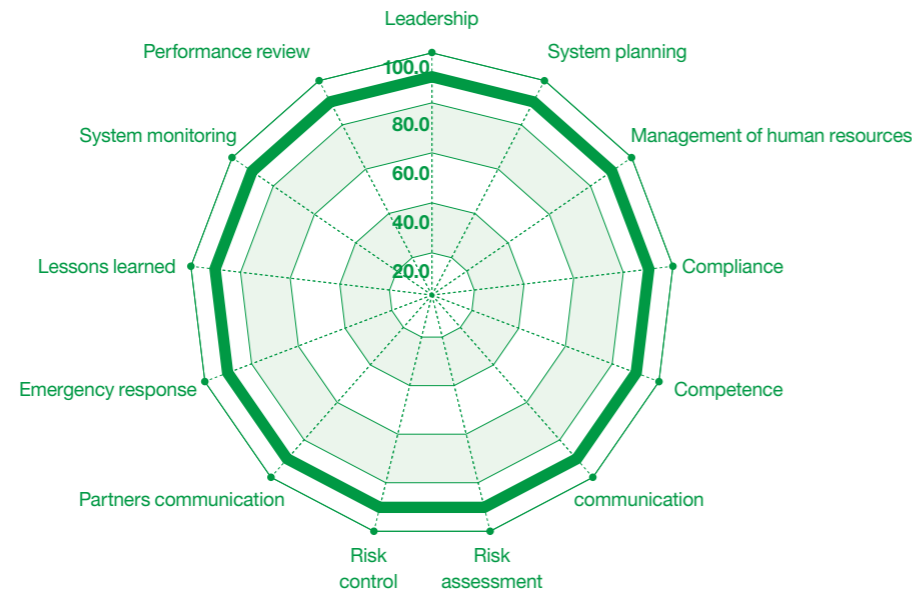 Leadership
Performance review
System planning
100.0
80.0
System monitoring
Management of human resources
60.0
40.0
20.0
Lessons learned
Compliance
Emergency response
Competence
Partners communication
communication
Risk
control
Risk
assessment